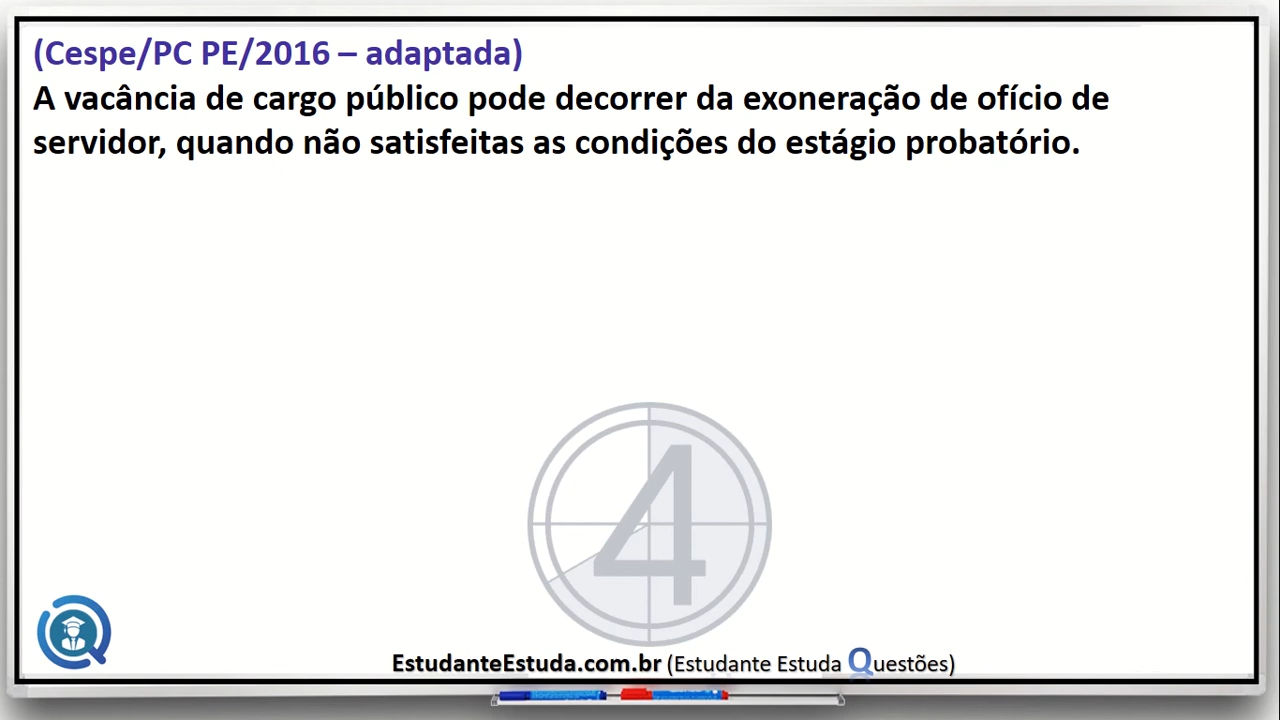 (Cespe/PC PE/2016 – adaptada)
A vacância de cargo público pode decorrer da exoneração de ofício de
servidor, quando não satisfeitas as condições do estágio probatório.
4
EstudanteEstuda.com.br (Estudante Estuda Questões)